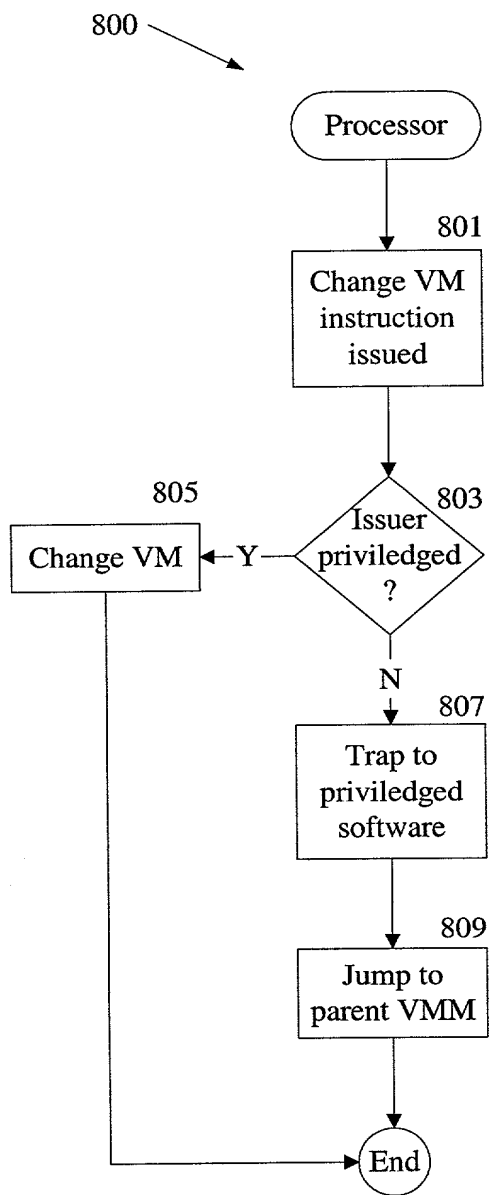 800
Processor
801
Change VM
instruction
issued
803
Issuer
priviledged
?
805
Change VM
Y
N
807
Trap to
priviledged
software
809
Jump to
parent VMM
End